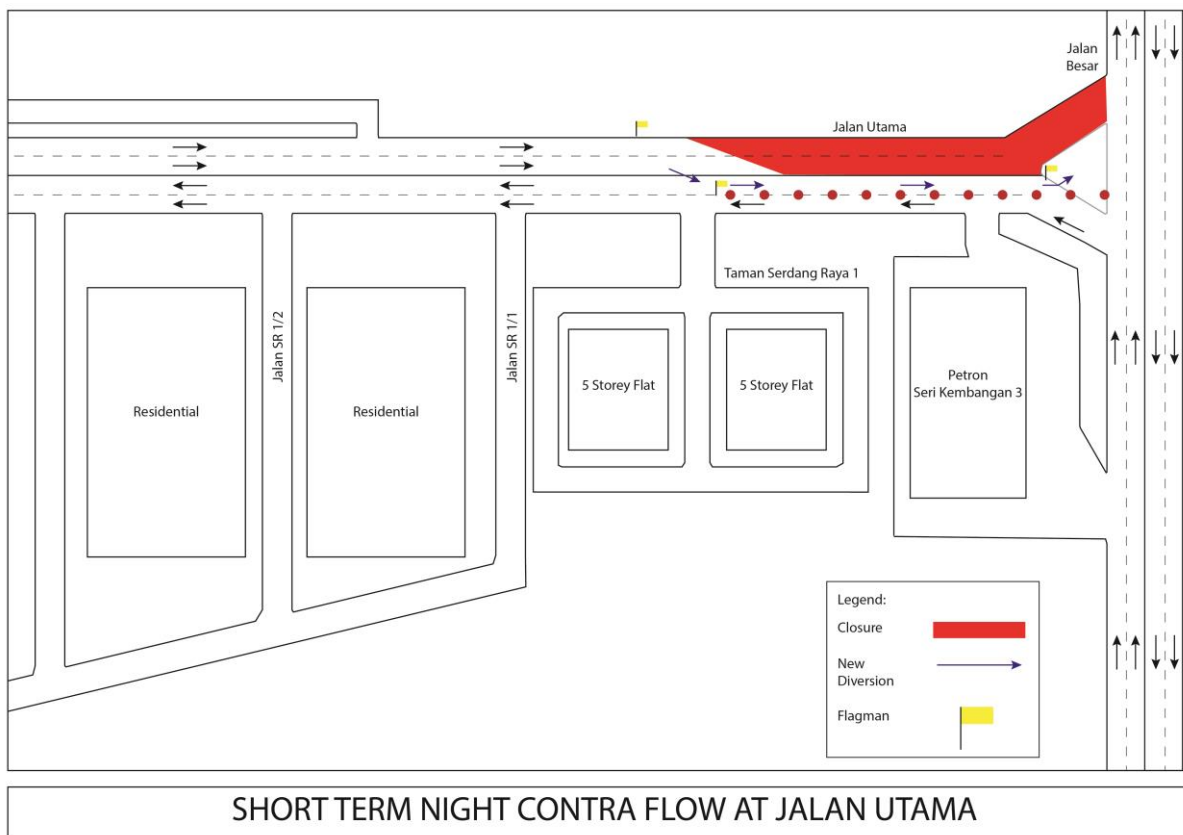 Jalan
Besar
Jalan Utama
Taman Serdang Raya 1
Jalan SR 1/2
Jalan SR 1/1
Residential
Residential
5 Storey Flat
5 Storey Flat
Petron
Seri Kembangan 3
Legend:
Closure
New
Diversion
Flagman
SHORT TERM NIGHT CONTRA FLOW AT JALAN UTAMA